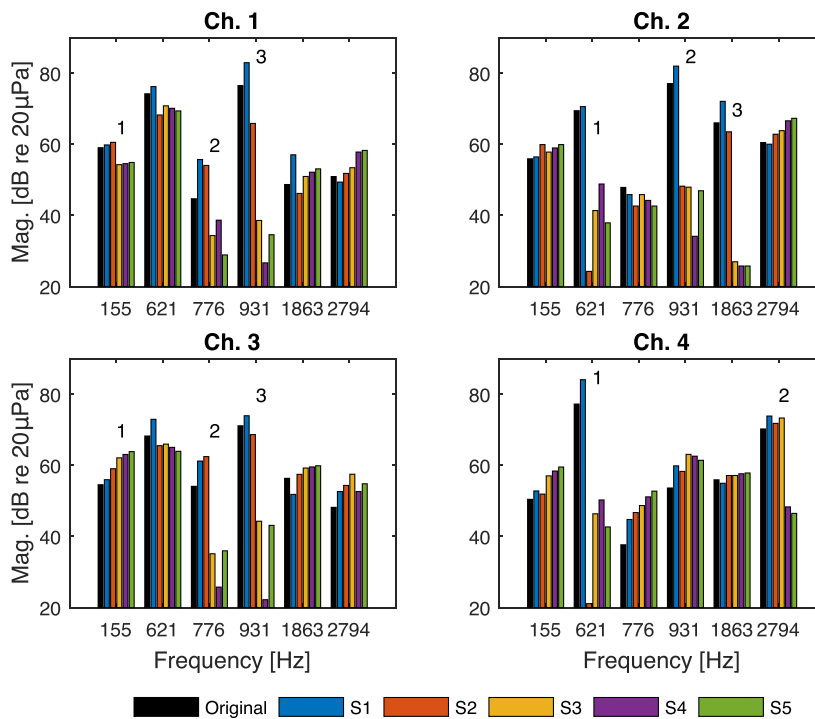 Ch. 1
Mag. [dB re 20μPa]
80
60
40
20
1
2
3
155 621 776 931 1863 2794
Ch. 2
80
60
40
20
1
2
3
155 621 776 931 1863 2794
Ch. 3
Mag. [dB re 20μPa]
80
60
40
20
1
2
3
155 621 776 931 1863 2794
Frequency [Hz]
Ch. 4
80
60
40
20
1
2
155 621 776 931 1863 2794
Frequency [Hz]
Original S1 S2 S3 S4 S5